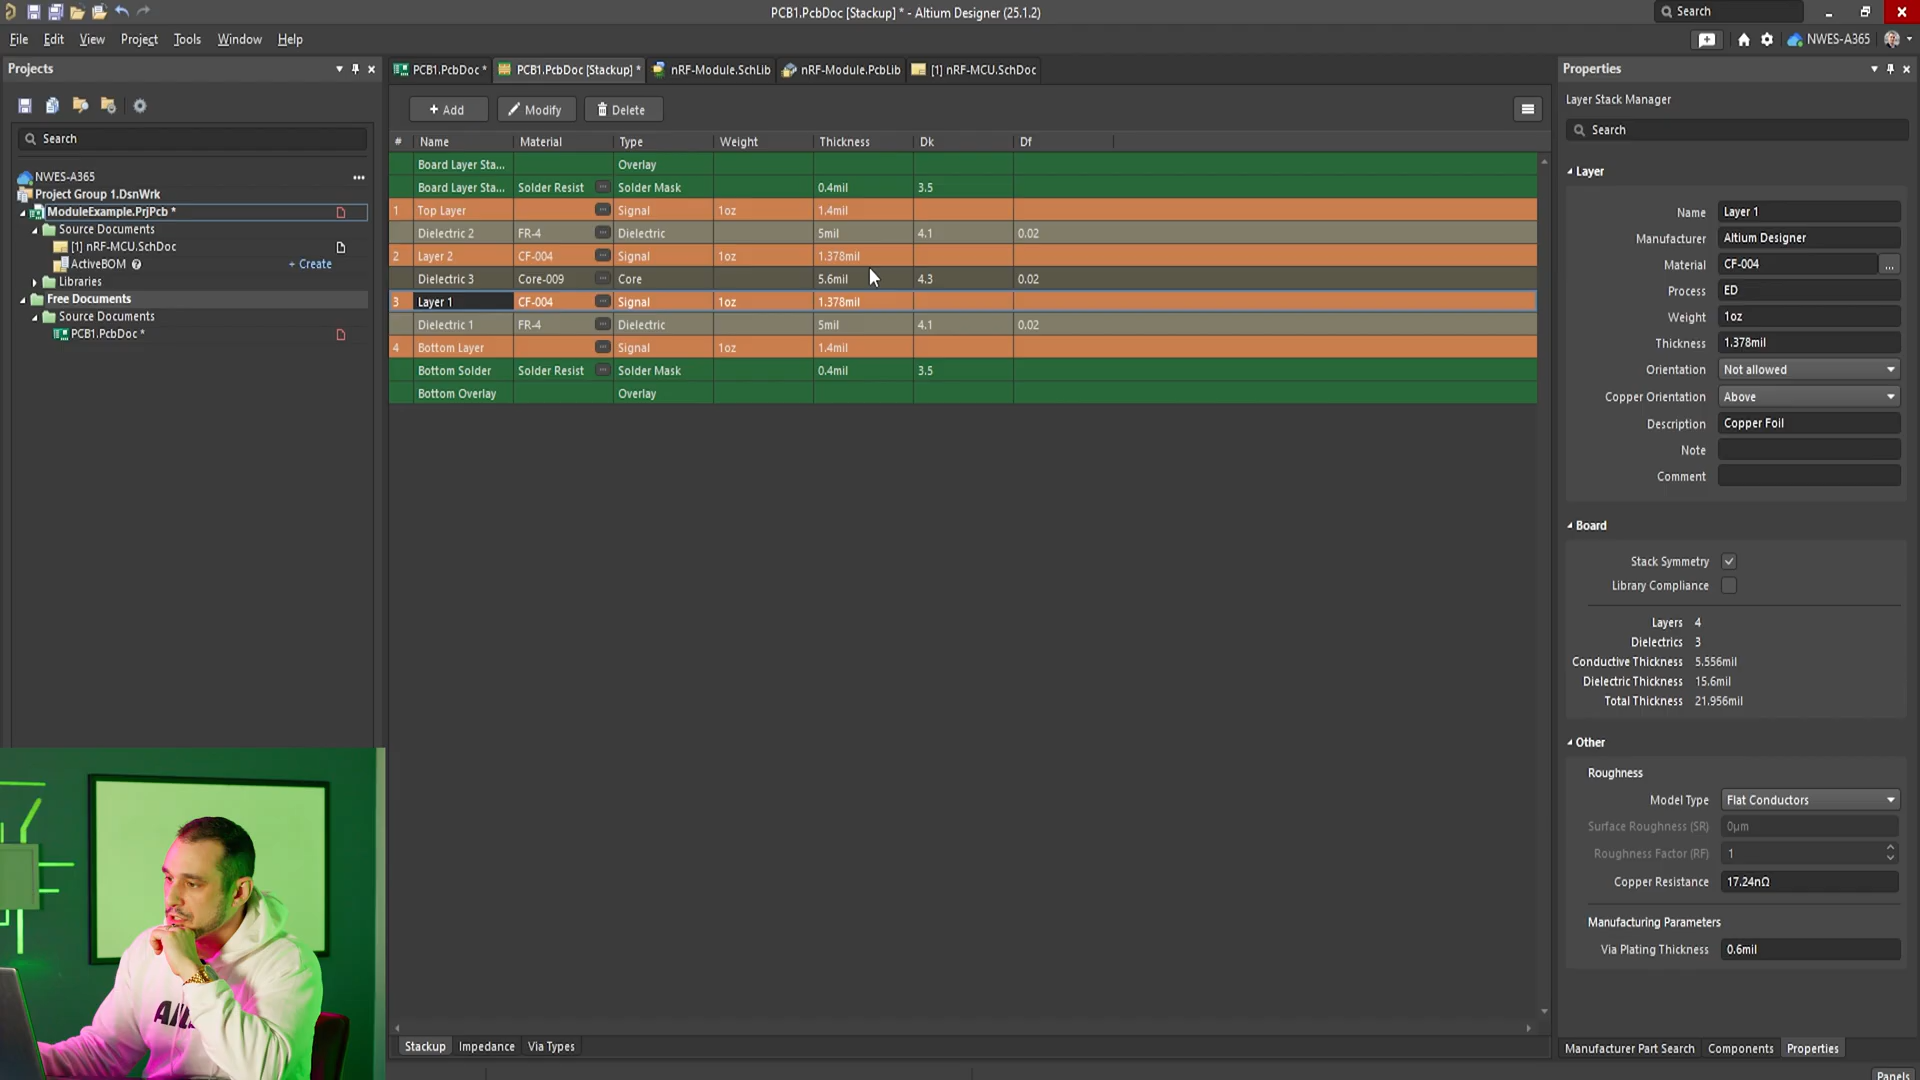 PCB1.PcbDoc [Stackup] * - Altium Designer (25.1.2)
Search
File Edit View Project Tools Window Help
NWES-A365
Projects
Search
NWES-A365
Project Group 1.DsnWrk
ModuleExample.PrjPcb *
Source Documents
[1] nRF-MCU.SchDoc
ActiveBOM + Create
Libraries
Free Documents
Source Documents
PCB1.PcbDoc *
PCB1.PcbDoc * PCB1.PcbDoc [Stackup] * nRF-Module.SchLib nRF-Module.PcbLib [1] nRF-MCU.SchDoc
+ Add Modify Delete
# Name Material Type Weight Thickness Dk Df
Board Layer Sta... Overlay
Board Layer Sta... Solder Resist Solder Mask 0.4mil 3.5
1 Top Layer Signal 1oz 1.4mil
Dielectric 2 FR-4 Dielectric 5mil 4.1 0.02
2 Layer 2 CF-004 Signal 1oz 1.378mil
Dielectric 3 Core-009 Core 5.6mil 4.3 0.02
3 Layer 1 CF-004 Signal 1oz 1.378mil
Dielectric 1 FR-4 Dielectric 5mil 4.1 0.02
4 Bottom Layer Signal 1oz 1.4mil
Bottom Solder Solder Resist Solder Mask 0.4mil 3.5
Bottom Overlay Overlay
Stackup Impedance Via Types
Properties
Layer Stack Manager
Search
Layer
Name Layer 1
Manufacturer Altium Designer
Material CF-004 ...
Process ED
Weight 1oz
Thickness 1.378mil
Orientation Not allowed
Copper Orientation Above
Description Copper Foil
Note
Comment
Board
Stack Symmetry
Library Compliance
Layers 4
Dielectrics 3
Conductive Thickness 5.556mil
Dielectric Thickness 15.6mil
Total Thickness 21.956mil
Other
Roughness
Model Type Flat Conductors
Surface Roughness (SR) 0µm
Roughness Factor (RF) 1
Copper Resistance 17.24nΩ
Manufacturing Parameters
Via Plating Thickness 0.6mil
Manufacturer Part Search Components Properties
Panels